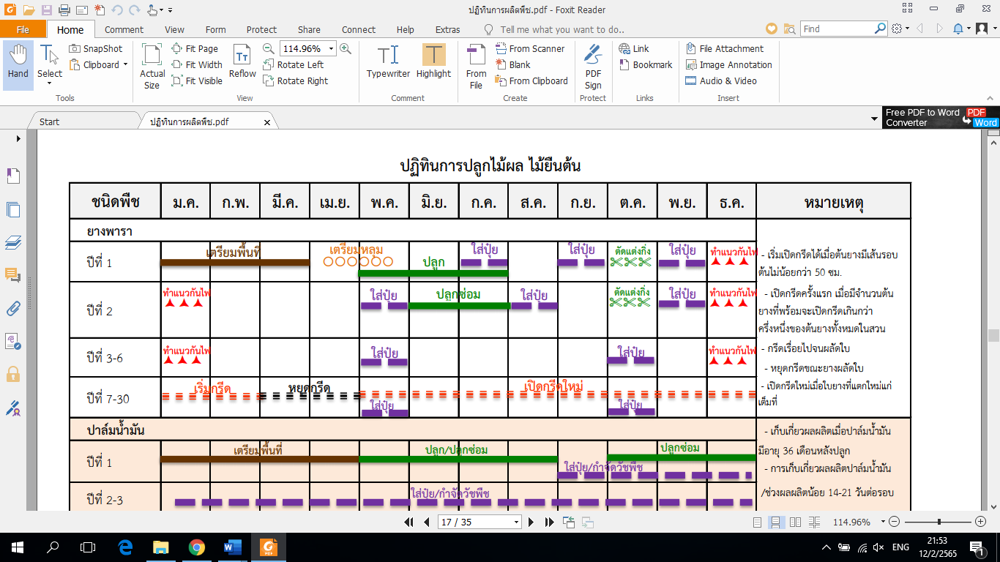 ปฏิทินการผลิตพืช.pdf - Foxit Reader
File Home Comment View Form Protect Share Connect Help Extras Tell me what you want to do.. Find
Hand
Select
SnapShot
Clipboard
Tools
Actual Size
Fit Page
Fit Width
Fit Visible
Reflow
114.96%
Rotate Left
Rotate Right
View
Typewriter
Highlight
Comment
From File
From Scanner
Blank
From Clipboard
Create
PDF Sign
Protect
Link
Bookmark
Links
File Attachment
Image Annotation
Audio & Video
Insert
Start
ปฏิทินการผลิตพืช.pdf
Free PDF to Word Converter
PDF
Word
ปฏิทินการปลูกไม้ผล ไม้ยืนต้น
ชนิดพืช ม.ค. ก.พ. มี.ค. เม.ย. พ.ค. มิ.ย. ก.ค. ส.ค. ก.ย. ต.ค. พ.ย. ธ.ค. หมายเหตุ
ยางพารา
ปีที่ 1 เตรียมพื้นที่ เตรียมหลุม ปลูก ใส่ปุ๋ย ใส่ปุ๋ย ตัดแต่งกิ่ง ใส่ปุ๋ย ทำแนวกันไฟ
ปีที่ 2 ทำแนวกันไฟ ใส่ปุ๋ย ปลูกซ่อม ใส่ปุ๋ย ตัดแต่งกิ่ง ใส่ปุ๋ย ทำแนวกันไฟ
ปีที่ 3-6 ทำแนวกันไฟ ใส่ปุ๋ย ใส่ปุ๋ย ทำแนวกันไฟ
ปีที่ 7-30 เริ่มกรีด หยุดกรีด เปิดกรีดใหม่
ใส่ปุ๋ย ใส่ปุ๋ย
- เริ่มเปิดกรีดได้เมื่อต้นยางมีเส้นรอบ
ต้นไม่น้อยกว่า 50 ซม.
- เปิดกรีดครั้งแรก เมื่อมีจำนวนต้น
ยางที่พร้อมจะเปิดกรีดเกินกว่า
ครึ่งหนึ่งของต้นยางทั้งหมดในสวน
- กรีดเรื่อยไปจนผลัดใบ
- หยุดกรีดขณะยางผลัดใบ
- เปิดกรีดใหม่เมื่อใบยางที่แตกใหม่แก่
เต็มที่
ปาล์มน้ำมัน
ปีที่ 1 เตรียมพื้นที่ ปลูก/ปลูกซ่อม ปลูกซ่อม
ใส่ปุ๋ย/กำจัดวัชพืช
ปีที่ 2-3 ใส่ปุ๋ย/กำจัดวัชพืช
- เก็บเกี่ยวผลผลิตเมื่อปาล์มน้ำมัน
มีอายุ 36 เดือนหลังปลูก
- การเก็บเกี่ยวผลผลิตปาล์มน้ำมัน
/ช่วงผลผลิตน้อย 14-21 วันต่อรอบ
17 / 35
114.96%
ENG
21:53
12/2/2565
1